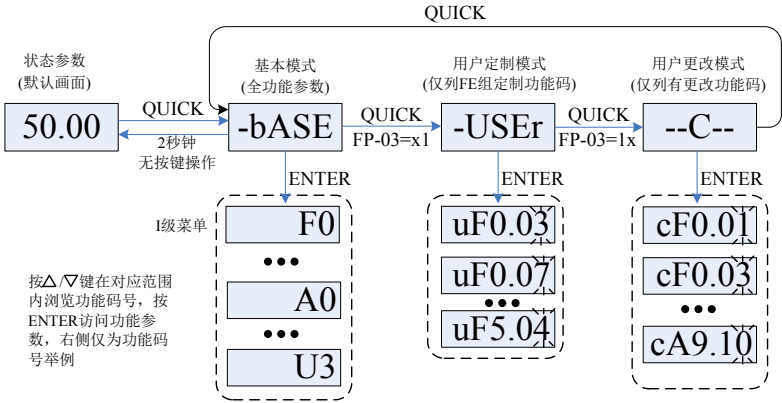 QUICK
状态参数
(默认画面)
基本模式
(全功能参数)
用户定制模式
(仅列FE组定制功能码)
用户更改模式
(仅列有更改功能码)
50.00
QUICK
2秒钟
无按键操作
-bASE
QUICK
FP-03=x1
-USEr
QUICK
FP-03=1x
--C--
ENTER
ENTER
ENTER
I级菜单
F0
A0
U3
uF0.03
uF0.07
uF5.04
cF0.01
cF0.03
cA9.10
按△/▽键在对应范围
内浏览功能码号，按
ENTER访问功能参
数，右侧仅为功能码
号举例